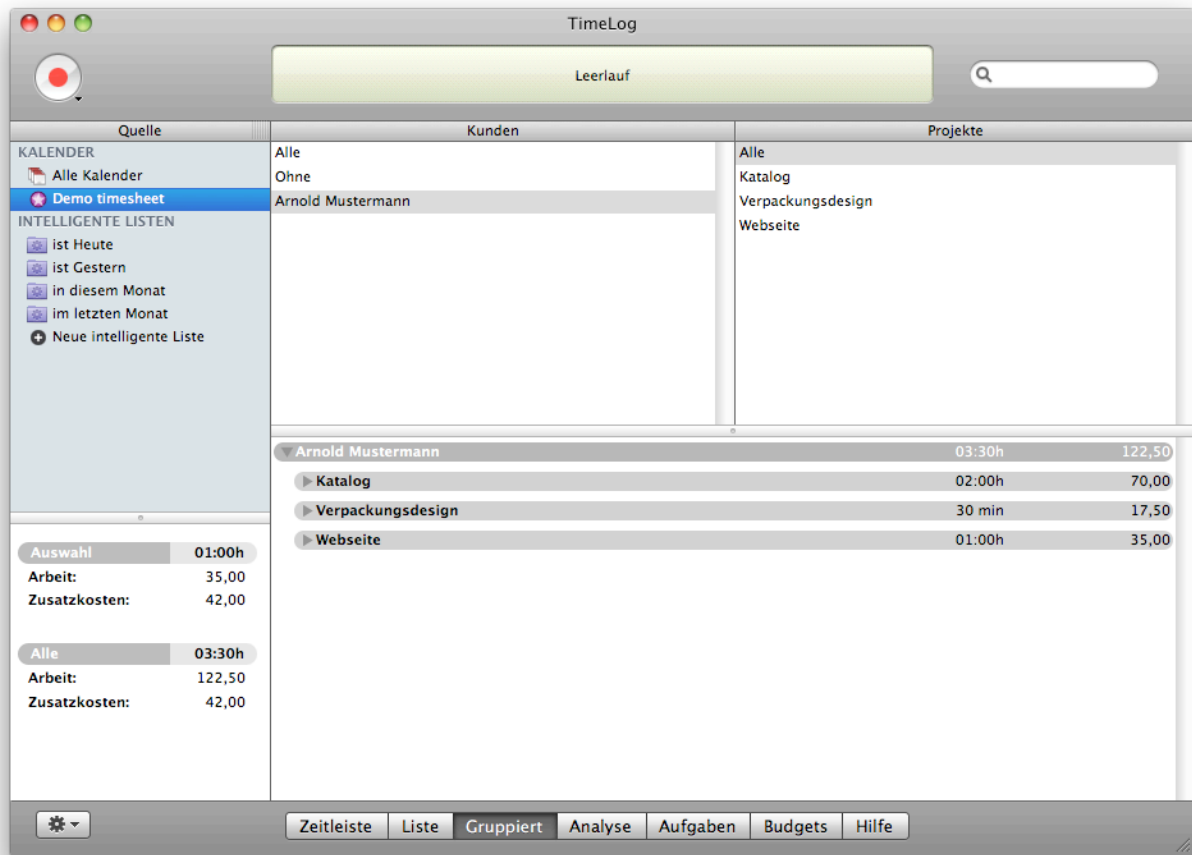 TimeLog
Leerlauf
Quelle
Kunden
Projekte
KALENDER
Alle Kalender
Demo timesheet
INTELLIGENTE LISTEN
ist Heute
ist Gestern
in diesem Monat
im letzten Monat
Neue intelligente Liste
Alle
Ohne
Arnold Mustermann
Alle
Katalog
Verpackungsdesign
Webseite
Arnold Mustermann 03:30h 122,50
Katalog 02:00h 70,00
Verpackungsdesign 30 min 17,50
Webseite 01:00h 35,00
Auswahl 01:00h
Arbeit: 35,00
Zusatzkosten: 42,00
Alle 03:30h
Arbeit: 122,50
Zusatzkosten: 42,00
Zeitleiste Liste Gruppiert Analyse Aufgaben Budgets Hilfe